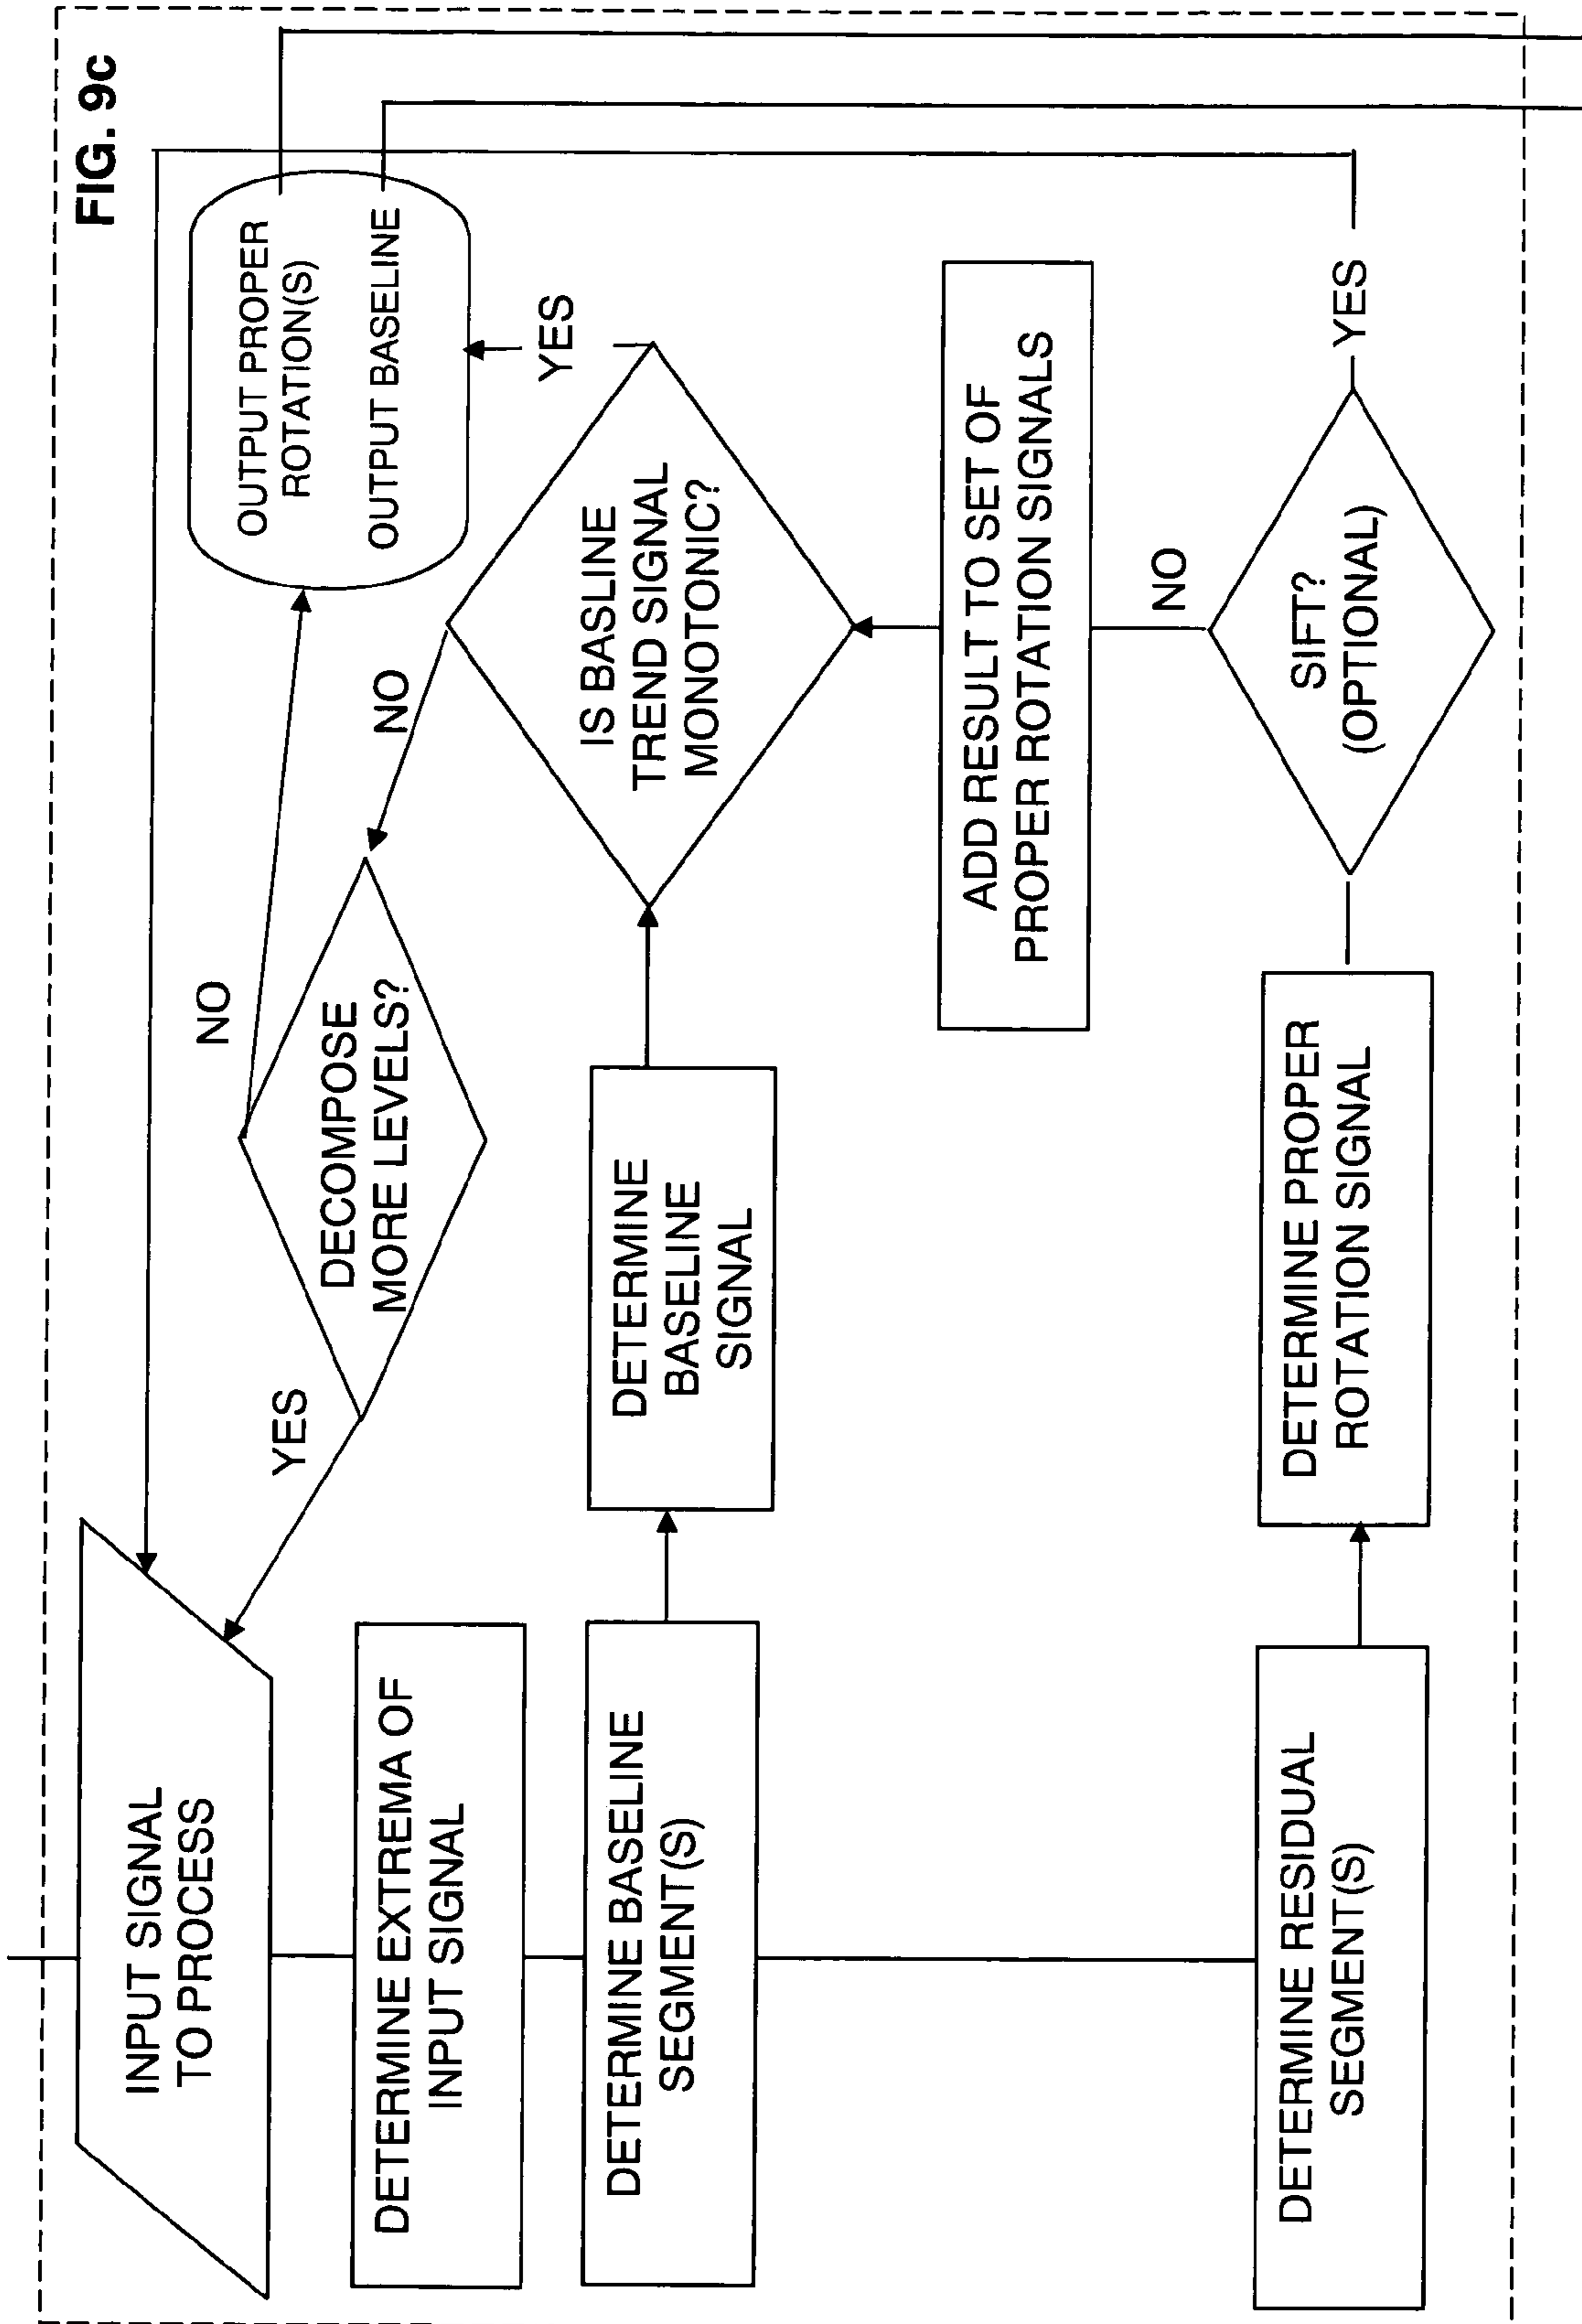 FIG. 9c
INPUT SIGNAL
TO PROCESS
DETERMINE EXTREMA OF
INPUT SIGNAL
DETERMINE BASELINE
SEGMENT(S)
DETERMINE
BASELINE
SIGNAL
IS BASLINE
TREND SIGNAL
MONOTONIC?
YES
NO
DECOMPOSE
MORE LEVELS?
YES
NO
OUTPUT PROPER
ROTATION(S)
OUTPUT BASELINE
DETERMINE RESIDUAL
SEGMENT(S)
DETERMINE PROPER
ROTATION SIGNAL
SIFT?
(OPTIONAL)
YES
NO
ADD RESULT TO SET OF
PROPER ROTATION SIGNALS